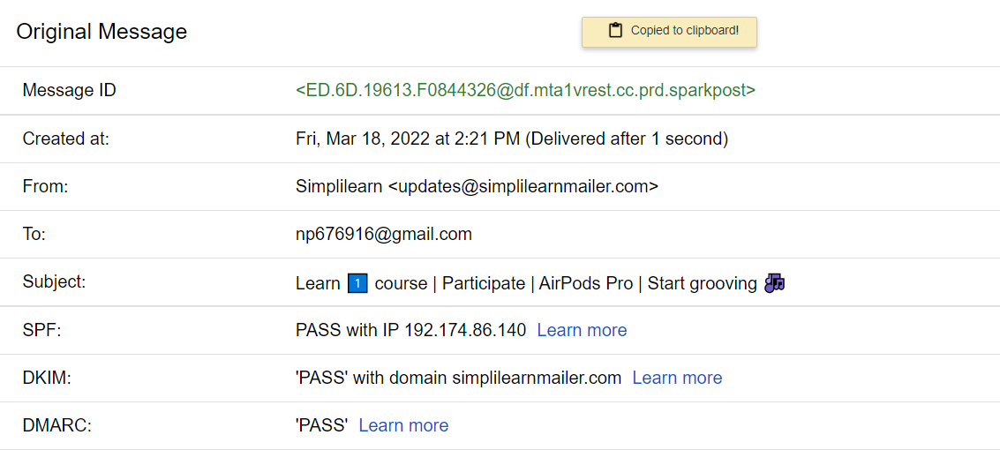 Original Message
Copied to clipboard!
Message ID <ED.6D.19613.F0844326@df.mta1vrest.cc.prd.sparkpost>
Created at: Fri, Mar 18, 2022 at 2:21 PM (Delivered after 1 second)
From: Simplilearn <updates@simplilearnmailer.com>
To: np676916@gmail.com
Subject: Learn 1️⃣ course | Participate | AirPods Pro | Start grooving 🎶
SPF: PASS with IP 192.174.86.140 Learn more
DKIM: 'PASS' with domain simplilearnmailer.com Learn more
DMARC: 'PASS' Learn more